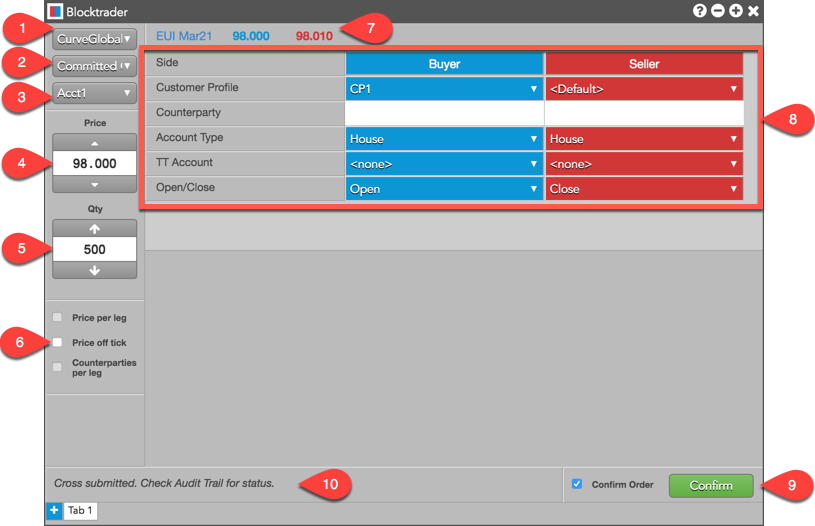 Blocktrader
1
CurveGlobal
EUI Mar21 98.000 98.010
7
2
Committed
Side Buyer Seller
3
Acct1
Customer Profile CP1 <Default>
Counterparty
8
Price
Account Type House House
4
98.000
TT Account <none> <none>
Open/Close Open Close
Qty
5
500
Price per leg
6
Price off tick
Counterparties
per leg
Cross submitted. Check Audit Trail for status.
10
Confirm Order
Confirm
9
+ Tab 1